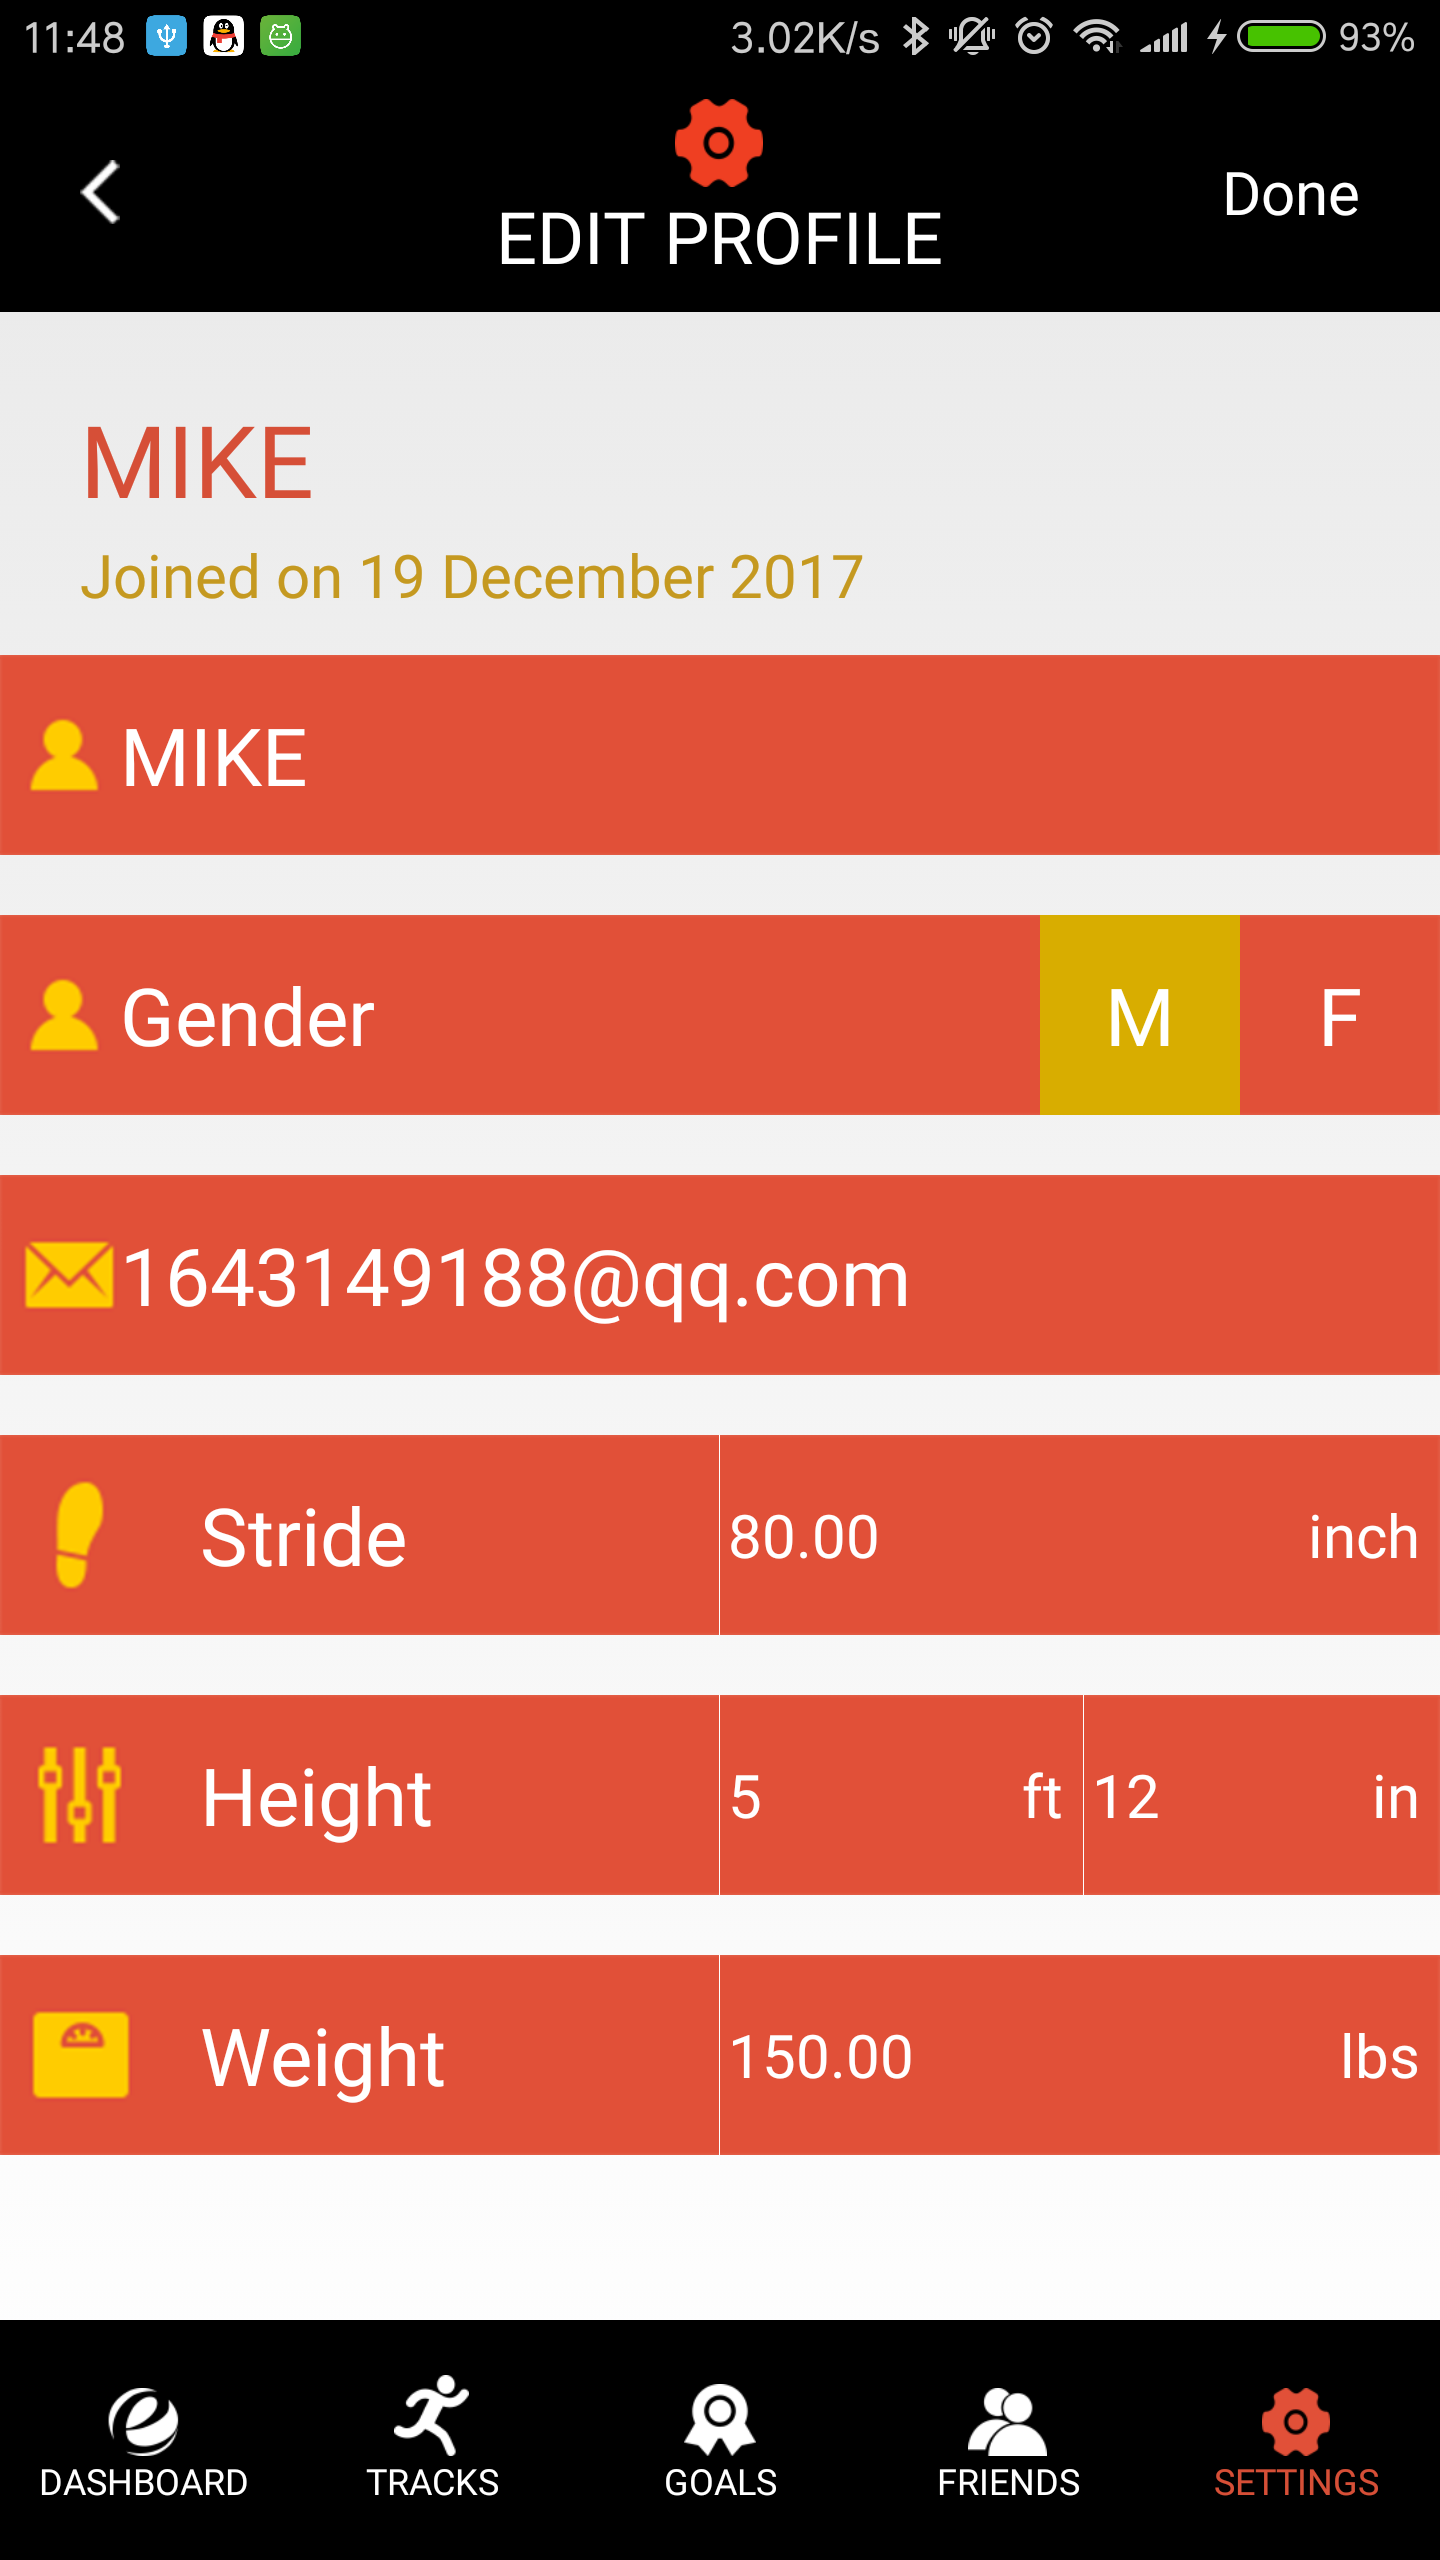 11:48 3.02K/s 93%
Done
EDIT PROFILE
MIKE
Joined on 19 December 2017
MIKE
Gender M F
1643149188@qq.com
Stride 80.00 inch
Height 5 ft 12 in
Weight 150.00 lbs
DASHBOARD TRACKS GOALS FRIENDS SETTINGS